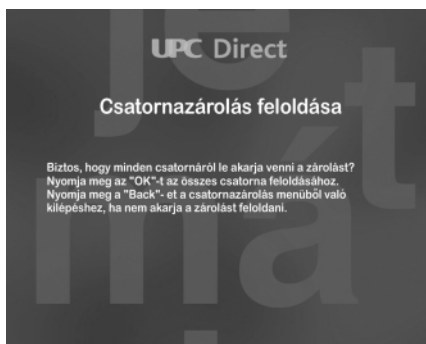 UPC Direct
Csatornazárolás feloldása
Biztos, hogy minden csatornáról le akarja venni a zárolást?
Nyomja meg az "OK"-t az összes csatorna feloldásához.
Nyomja meg a "Back"- et a csatornazárolás menüből való
kilépéshez, ha nem akarja a zárolást feloldani.